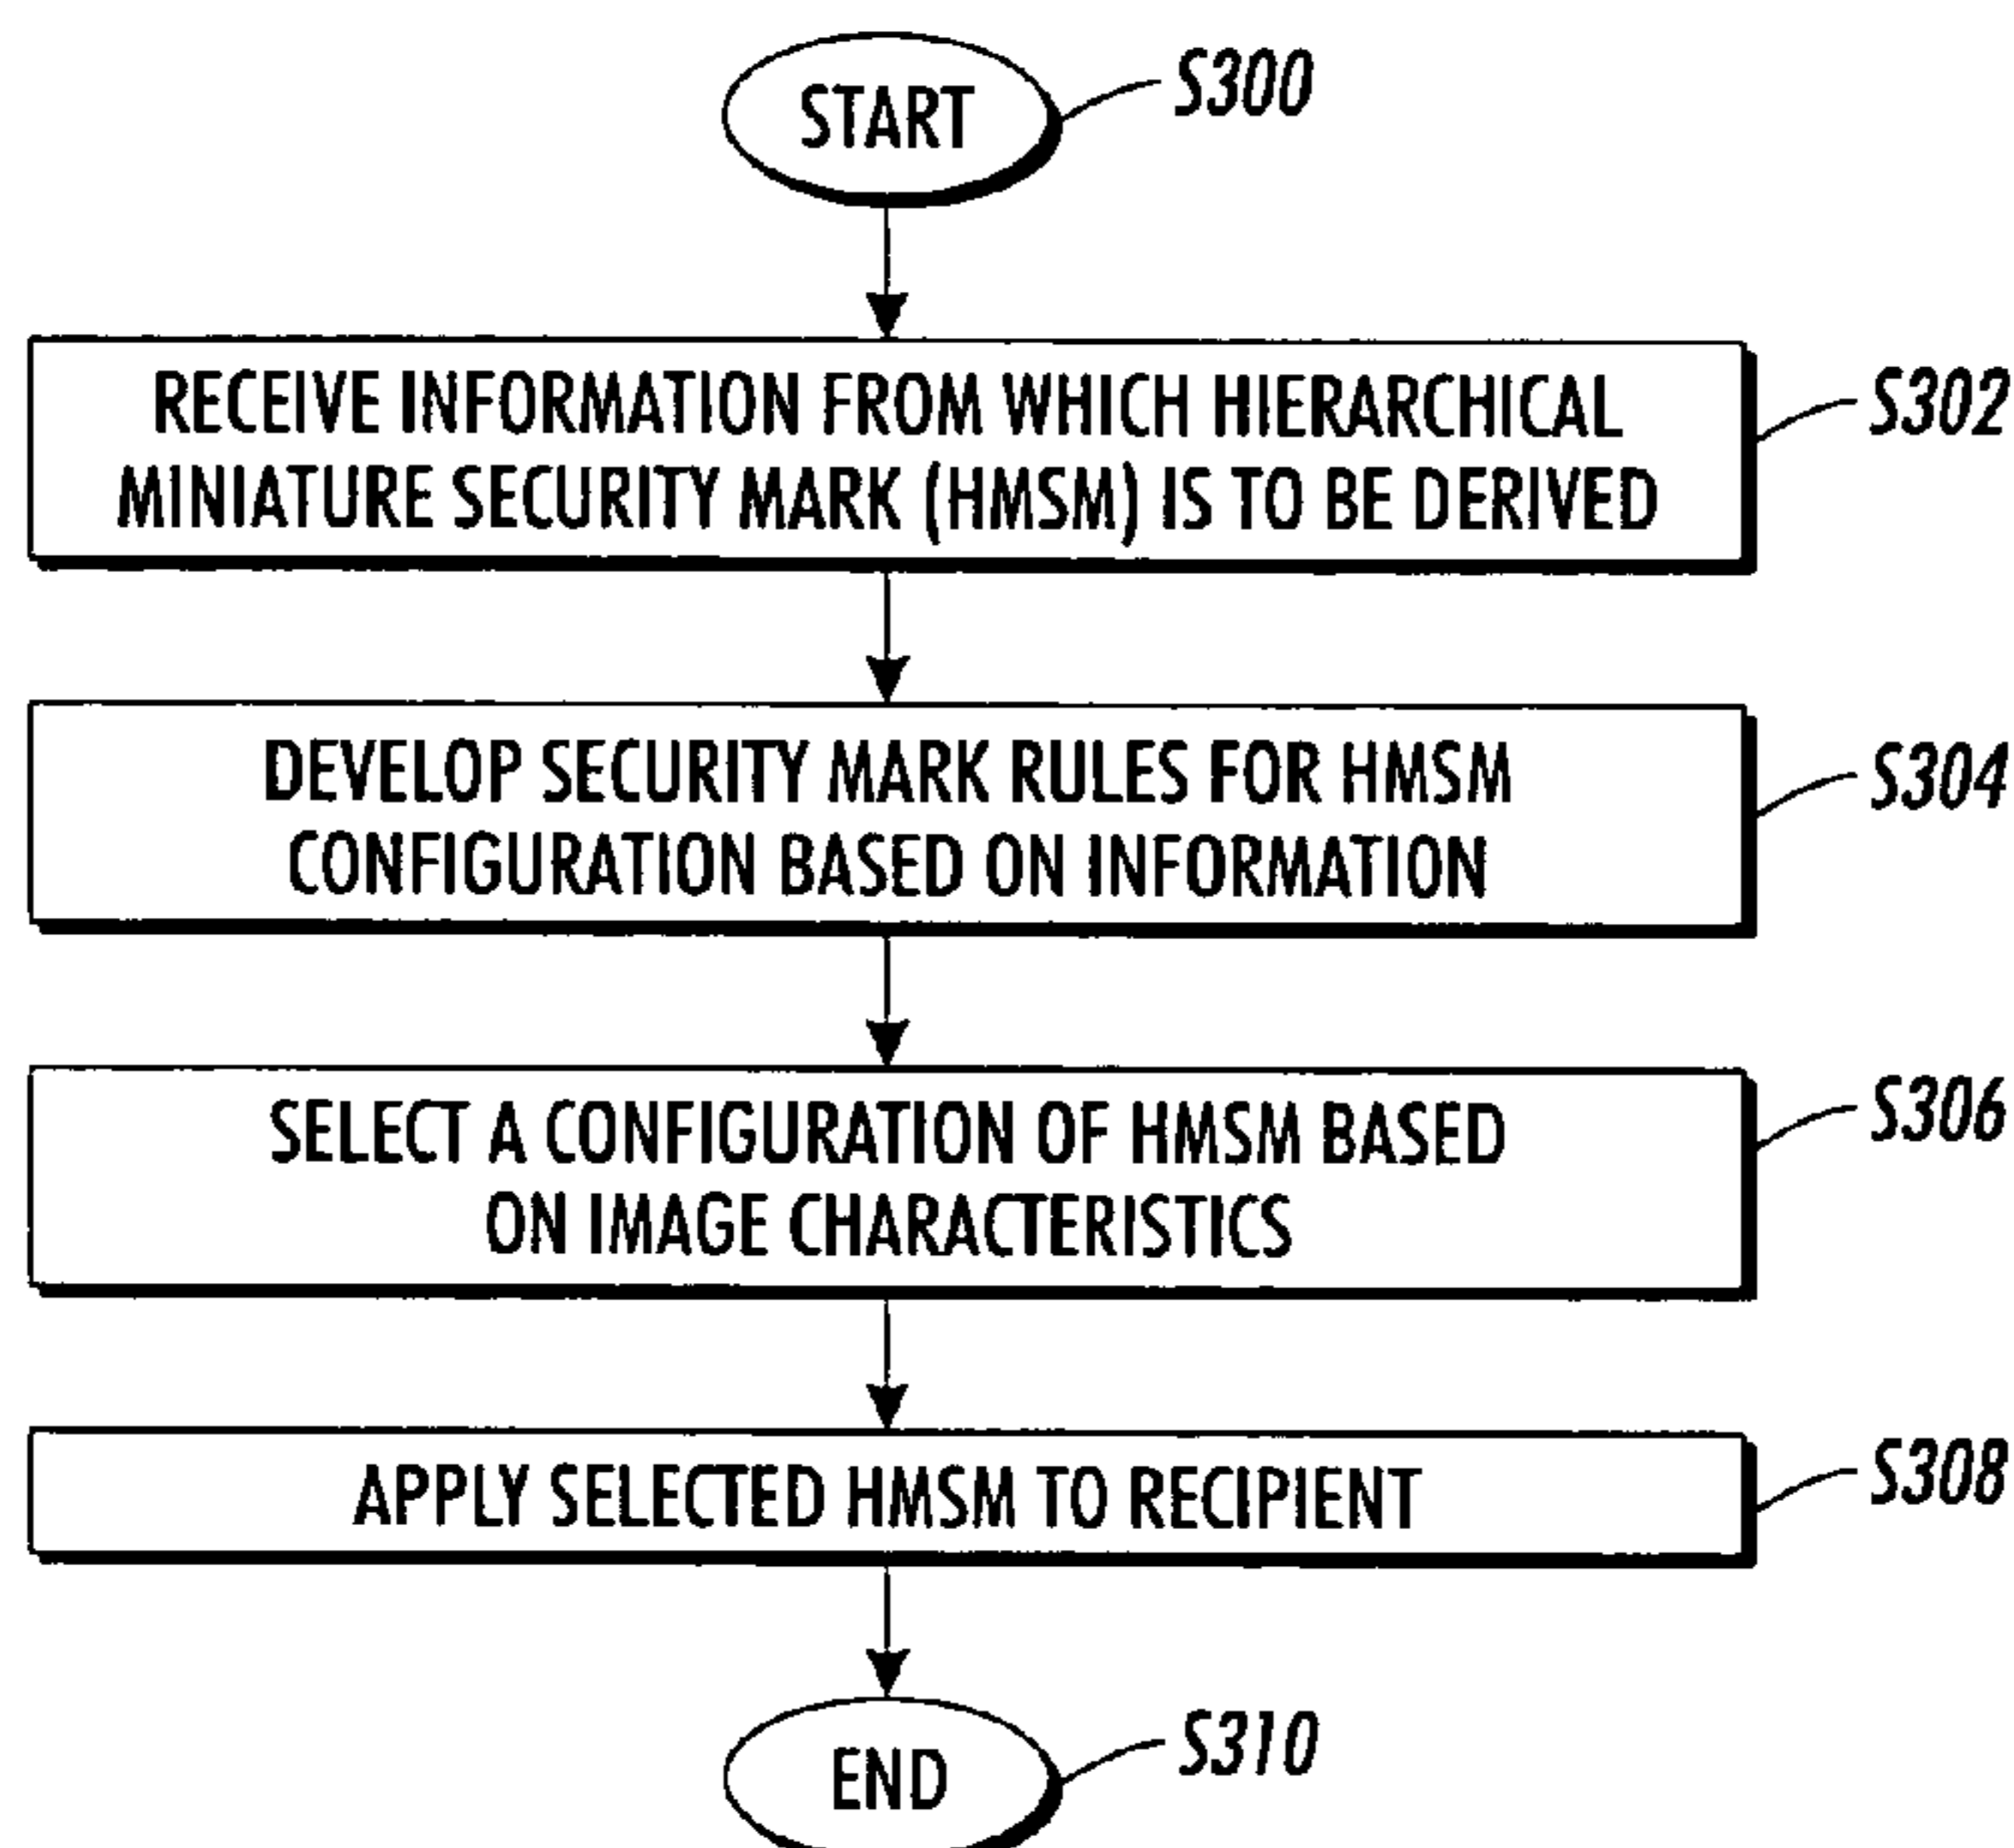 START
S300
RECEIVE INFORMATION FROM WHICH HIERARCHICAL
MINIATURE SECURITY MARK (HMSM) IS TO BE DERIVED
S302
DEVELOP SECURITY MARK RULES FOR HMSM
CONFIGURATION BASED ON INFORMATION
S304
SELECT A CONFIGURATION OF HMSM BASED
ON IMAGE CHARACTERISTICS
S306
APPLY SELECTED HMSM TO RECIPIENT
S308
END
S310